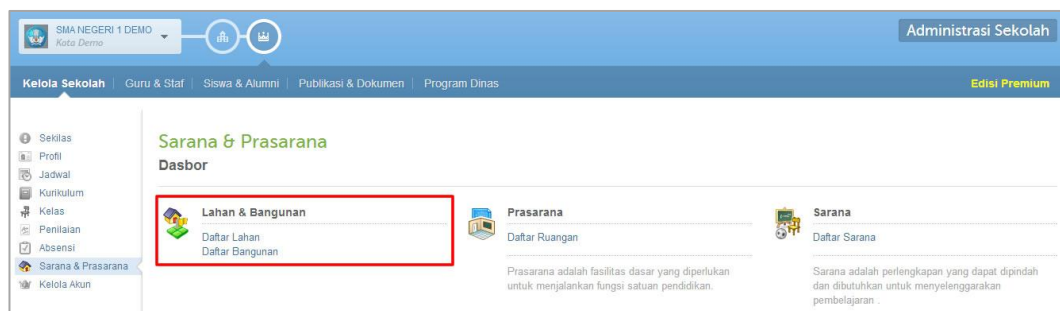 SMA NEGERI 1 DEMO
Kota Demo
Administrasi Sekolah
Kelola Sekolah
Guru & Staf
Siswa & Alumni
Publikasi & Dokumen
Program Dinas
Edisi Premium
Sekilas
Profil
Jadwal
Kurikulum
Kelas
Penilaian
Absensi
Sarana & Prasarana
Kelola Akun
Sarana & Prasarana
Dasbor
Lahan & Bangunan
Daftar Lahan
Daftar Bangunan
Prasarana
Daftar Ruangan
Prasarana adalah fasilitas dasar yang diperlukan
untuk menjalankan fungsi satuan pendidikan.
Sarana
Daftar Sarana
Sarana adalah perlengkapan yang dapat dipindah
dan dibutuhkan untuk menyelenggarakan
pembelajaran .